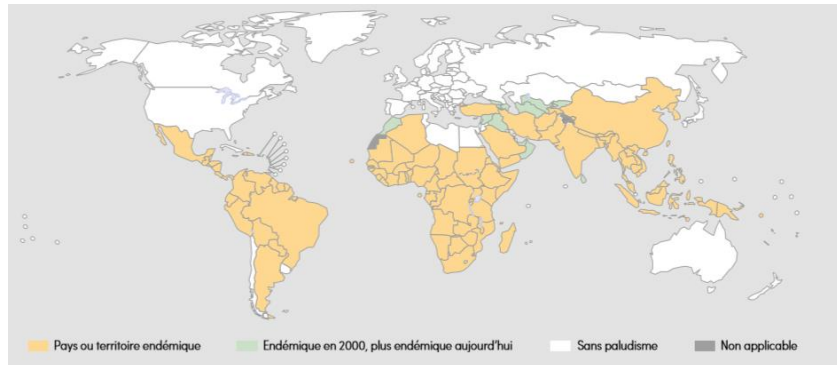 Pays ou territoire endémique Endémique en 2000, plus endémique aujourd'hui Sans paludisme Non applicable